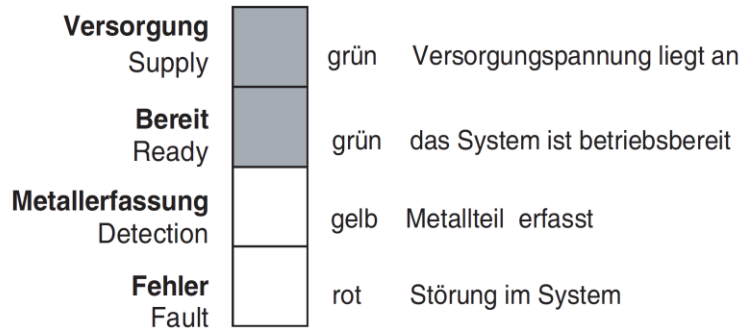 Versorgung
Supply
grün Versorgungspannung liegt an
Bereit
Ready
grün das System ist betriebsbereit
Metallerfassung
Detection
gelb Metallteil erfasst
Fehler
Fault
rot Störung im System